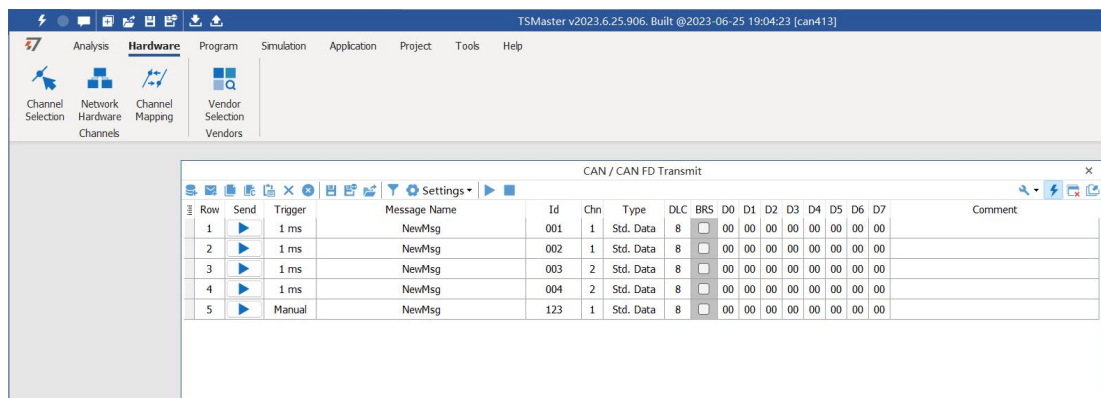 TSMaster v2023.6.25.906. Built @2023-06-25 19:04:23 [can413]
Analysis Hardware Program Simulation Application Project Tools Help
Channel Selection Network Hardware Channel Mapping Vendor Selection
Channels Vendors
CAN / CAN FD Transmit
Settings
Row Send Trigger Message Name Id Chn Type DLC BRS D0 D1 D2 D3 D4 D5 D6 D7 Comment
1 1 ms NewMsg 001 1 Std. Data 8 00 00 00 00 00 00 00 00
2 1 ms NewMsg 002 1 Std. Data 8 00 00 00 00 00 00 00 00
3 1 ms NewMsg 003 2 Std. Data 8 00 00 00 00 00 00 00 00
4 1 ms NewMsg 004 2 Std. Data 8 00 00 00 00 00 00 00 00
5 Manual NewMsg 123 1 Std. Data 8 00 00 00 00 00 00 00 00